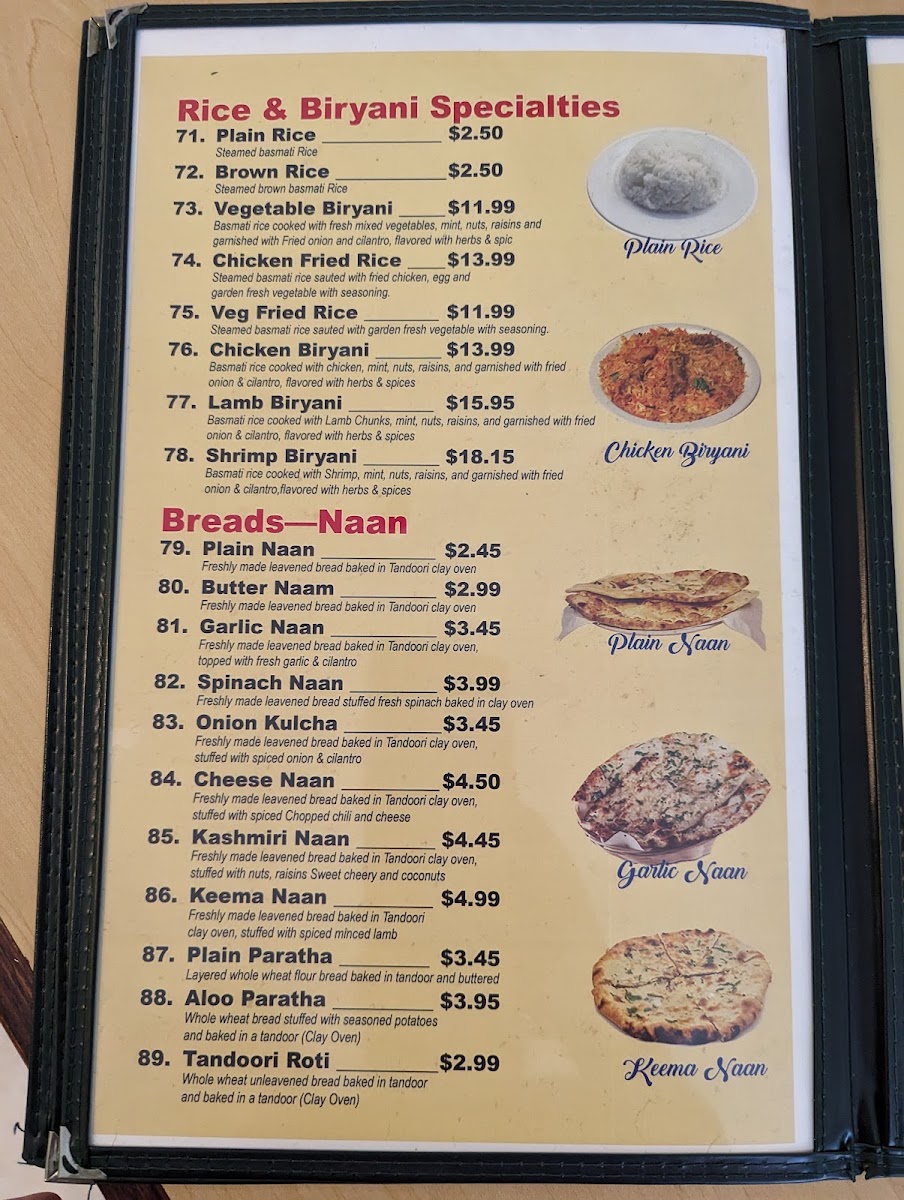 Rice & Biryani Specialties
71. Plain Rice $2.50
Steamed basmati Rice
72. Brown Rice $2.50
Steamed brown basmati Rice
73. Vegetable Biryani $11.99
Basmati rice cooked with fresh mixed vegetables, mint, nuts, raisins and
garnished with Fried onion and cilantro, flavored with herbs & spic
Plain Rice
74. Chicken Fried Rice $13.99
Steamed basmati rice sauted with fried chicken, egg and
garden fresh vegetable with seasoning.
75. Veg Fried Rice $11.99
Steamed basmati rice sauted with garden fresh vegetable with seasoning.
76. Chicken Biryani $13.99
Basmati rice cooked with chicken, mint, nuts, raisins, and garnished with fried
onion & cilantro, flavored with herbs & spices
77. Lamb Biryani $15.95
Basmati rice cooked with Lamb Chunks, mint, nuts, raisins, and garnished with fried
onion & cilantro, flavored with herbs & spices
Chicken Biryani
78. Shrimp Biryani $18.15
Basmati rice cooked with Shrimp, mint, nuts, raisins, and garnished with fried
onion & cilantro,flavored with herbs & spices
Breads—Naan
79. Plain Naan $2.45
Freshly made leavened bread baked in Tandoori clay oven
80. Butter Naam $2.99
Freshly made leavened bread baked in Tandoori clay oven
81. Garlic Naan $3.45
Freshly made leavened bread baked in Tandoori clay oven,
topped with fresh garlic & cilantro
Plain Naan
82. Spinach Naan $3.99
Freshly made leavened bread stuffed fresh spinach baked in clay oven
83. Onion Kulcha $3.45
Freshly made leavened bread baked in Tandoori clay oven,
stuffed with spiced onion & cilantro
84. Cheese Naan $4.50
Freshly made leavened bread baked in Tandoori clay oven,
stuffed with spiced Chopped chili and cheese
85. Kashmiri Naan $4.45
Freshly made leavened bread baked in Tandoori clay oven,
stuffed with nuts, raisins Sweet cheery and coconuts
Garlic Naan
86. Keema Naan $4.99
Freshly made leavened bread baked in Tandoori
clay oven, stuffed with spiced minced lamb
87. Plain Paratha $3.45
Layered whole wheat flour bread baked in tandoor and buttered
88. Aloo Paratha $3.95
Whole wheat bread stuffed with seasoned potatoes
and baked in a tandoor (Clay Oven)
89. Tandoori Roti $2.99
Whole wheat unleavened bread baked in tandoor
and baked in a tandoor (Clay Oven)
Keema Naan